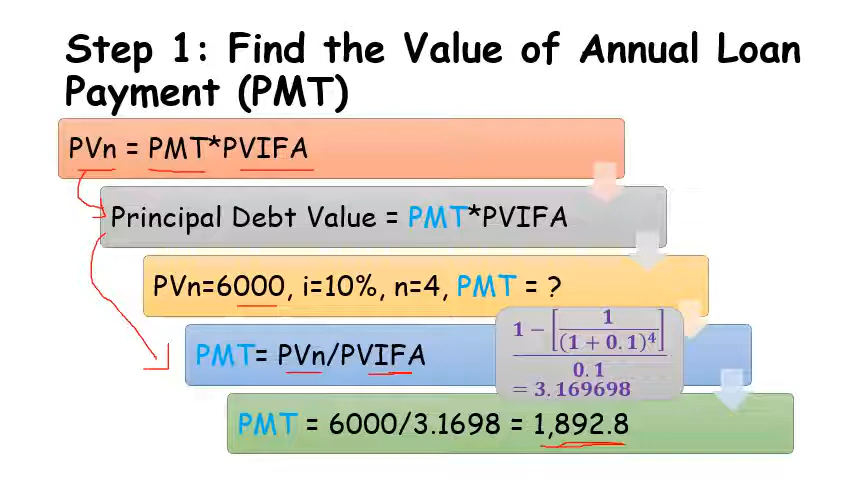 Step 1: Find the Value of Annual Loan
Payment (PMT)
PVn = PMT*PVIFA
Principal Debt Value = PMT*PVIFA
PVn=6000, i=10%, n=4, PMT = ?
PMT= PVn/PVIFA
1 − [1 / (1 + 0.1)⁴]
0.1
= 3.169698
PMT = 6000/3.1698 = 1,892.8